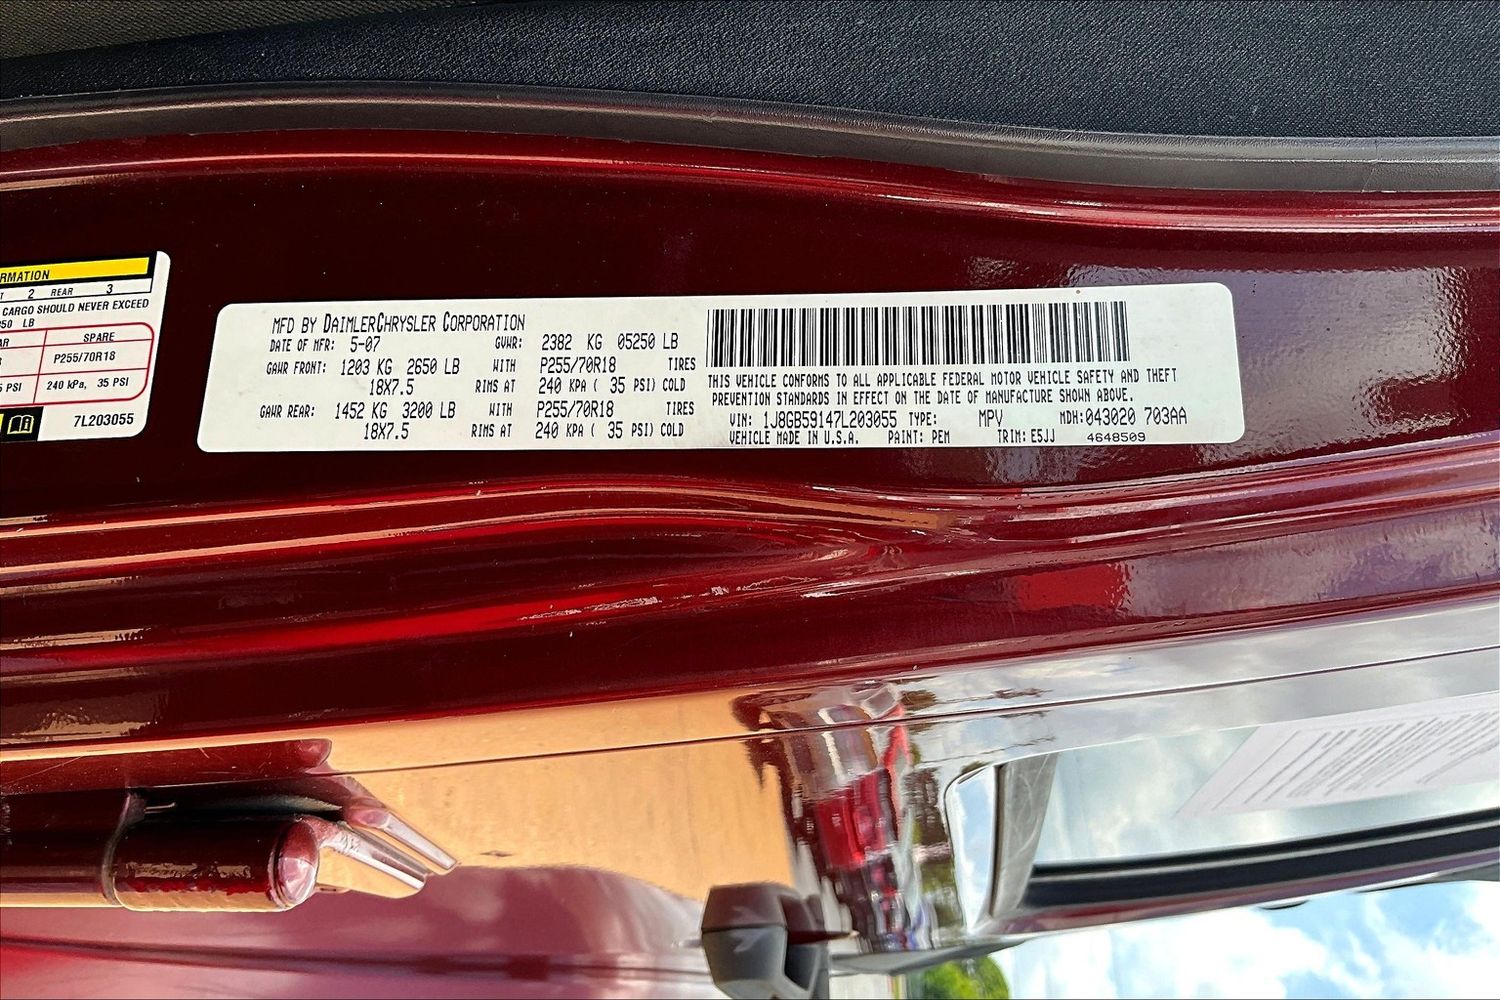 RMATION
T 2 REAR 3
CARGO SHOULD NEVER EXCEED
350 LB
AR SPARE
R P255/70R18
5 PSI 240 kPa, 35 PSI
7L203055
MFD BY DAIMLERCHRYSLER CORPORATION
DATE OF MFR: 5-07 GVWR: 2382 KG 05250 LB
GAWR FRONT: 1203 KG 2650 LB WITH P255/70R18 TIRES
18X7.5 RIMS AT 240 KPA ( 35 PSI) COLD
GAWR REAR: 1452 KG 3200 LB WITH P255/70R18 TIRES
18X7.5 RIMS AT 240 KPA ( 35 PSI) COLD
THIS VEHICLE CONFORMS TO ALL APPLICABLE FEDERAL MOTOR VEHICLE SAFETY AND THEFT
PREVENTION STANDARDS IN EFFECT ON THE DATE OF MANUFACTURE SHOWN ABOVE.
VIN: 1J8GB59147L203055 TYPE: MPV MDH:043020 703AA
VEHICLE MADE IN U.S.A. PAINT: PEM TRIM: E5JJ 4648509